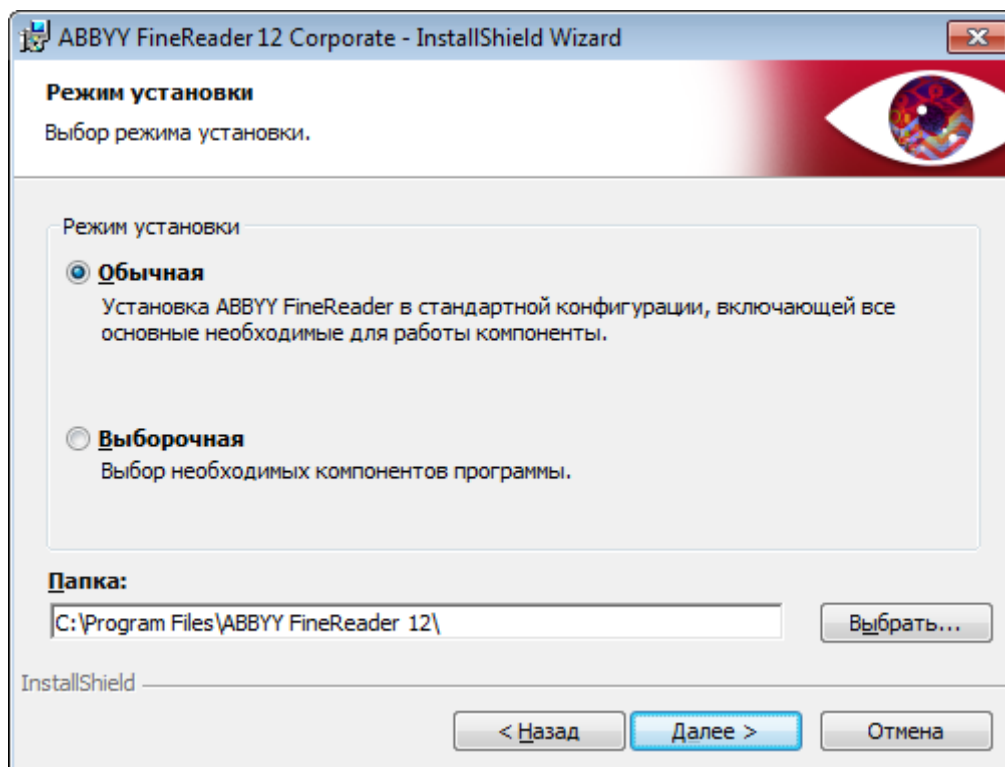 ABBYY FineReader 12 Corporate - InstallShield Wizard
Режим установки
Выбор режима установки.
Режим установки
Обычная
Установка ABBYY FineReader в стандартной конфигурации, включающей все
основные необходимые для работы компоненты.
Выборочная
Выбор необходимых компонентов программы.
Папка:
C:\Program Files\ABBYY FineReader 12\
Выбрать...
InstallShield
< Назад
Далее >
Отмена